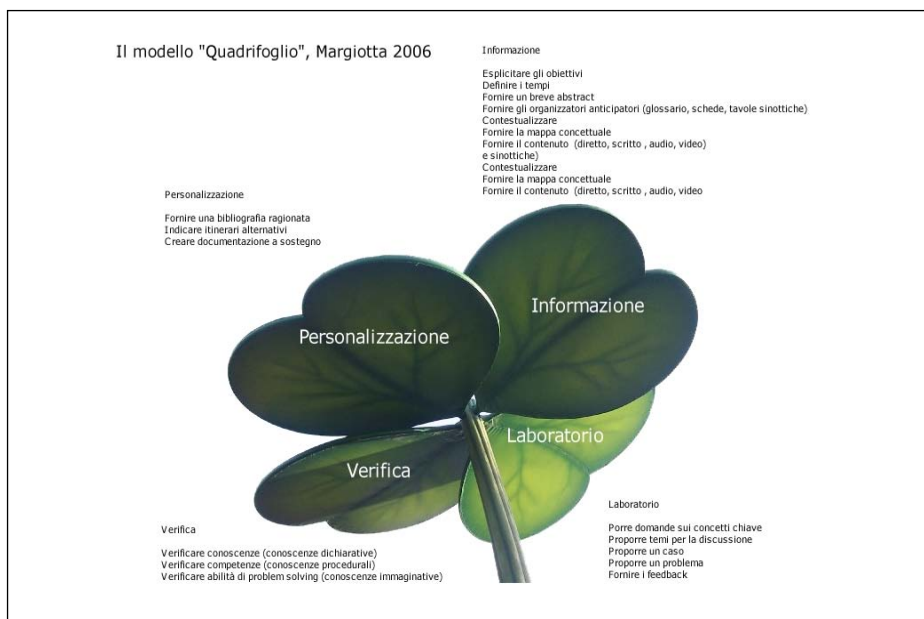 Il modello "Quadrifoglio", Margiotta 2006
Informazione
Esplicitare gli obiettivi
Definire i tempi
Fornire un breve abstract
Fornire gli organizzatori anticipatori (glossario, schede, tavole sinottiche)
Contestualizzare
Fornire la mappa concettuale
Fornire il contenuto (diretto, scritto , audio, video)
e sinottiche)
Contestualizzare
Fornire la mappa concettuale
Fornire il contenuto (diretto, scritto , audio, video
Personalizzazione
Fornire una bibliografia ragionata
Indicare itinerari alternativi
Creare documentazione a sostegno
Informazione
Personalizzazione
Laboratorio
Verifica
Laboratorio
Porre domande sui concetti chiave
Proporre temi per la discussione
Proporre un caso
Proporre un problema
Fornire i feedback
Verifica
Verificare conoscenze (conoscenze dichiarative)
Verificare competenze (conoscenze procedurali)
Verificare abilità di problem solving (conoscenze immaginative)